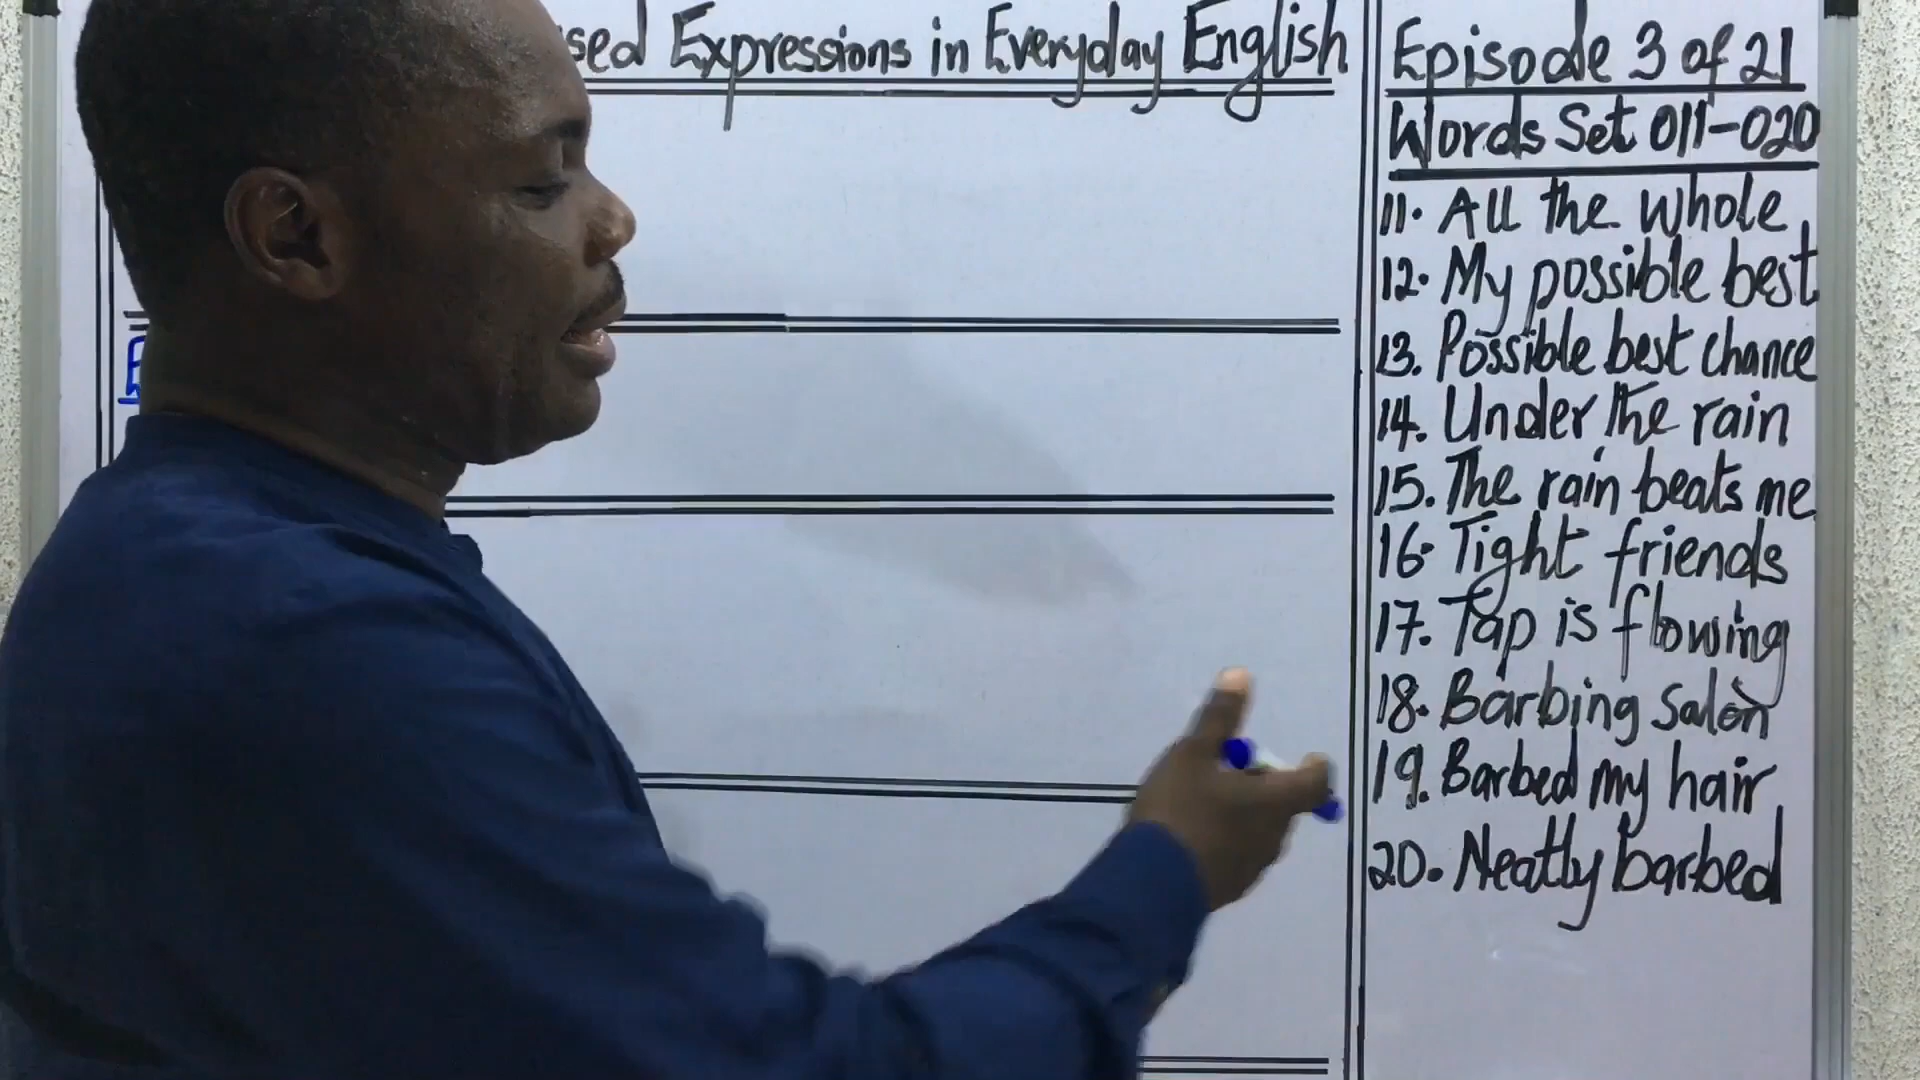 Expressions in Everyday English
Episode 3 of 21
Words Set 011-020
11. All the whole
12. My possible best
13. Possible best chance
14. Under the rain
15. The rain beats me
16. Tight friends
17. Tap is flowing
18. Barbing salon
19. Barbed my hair
20. Neatly barbed